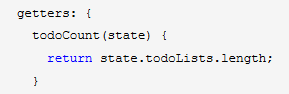 getters: {
todoCount(state) {
return state.todoLists.length;
}